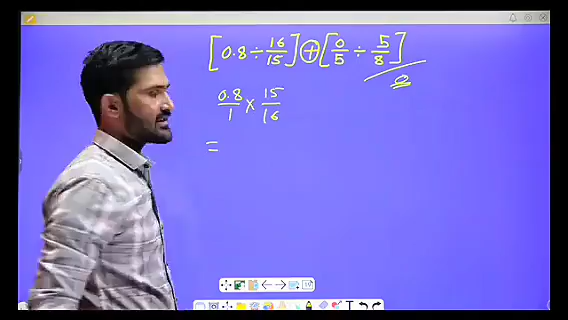 [0.8 ÷ 16/15] ⊕ [0/5 ÷ 5/8]
0
0.8/1 × 15/16
=